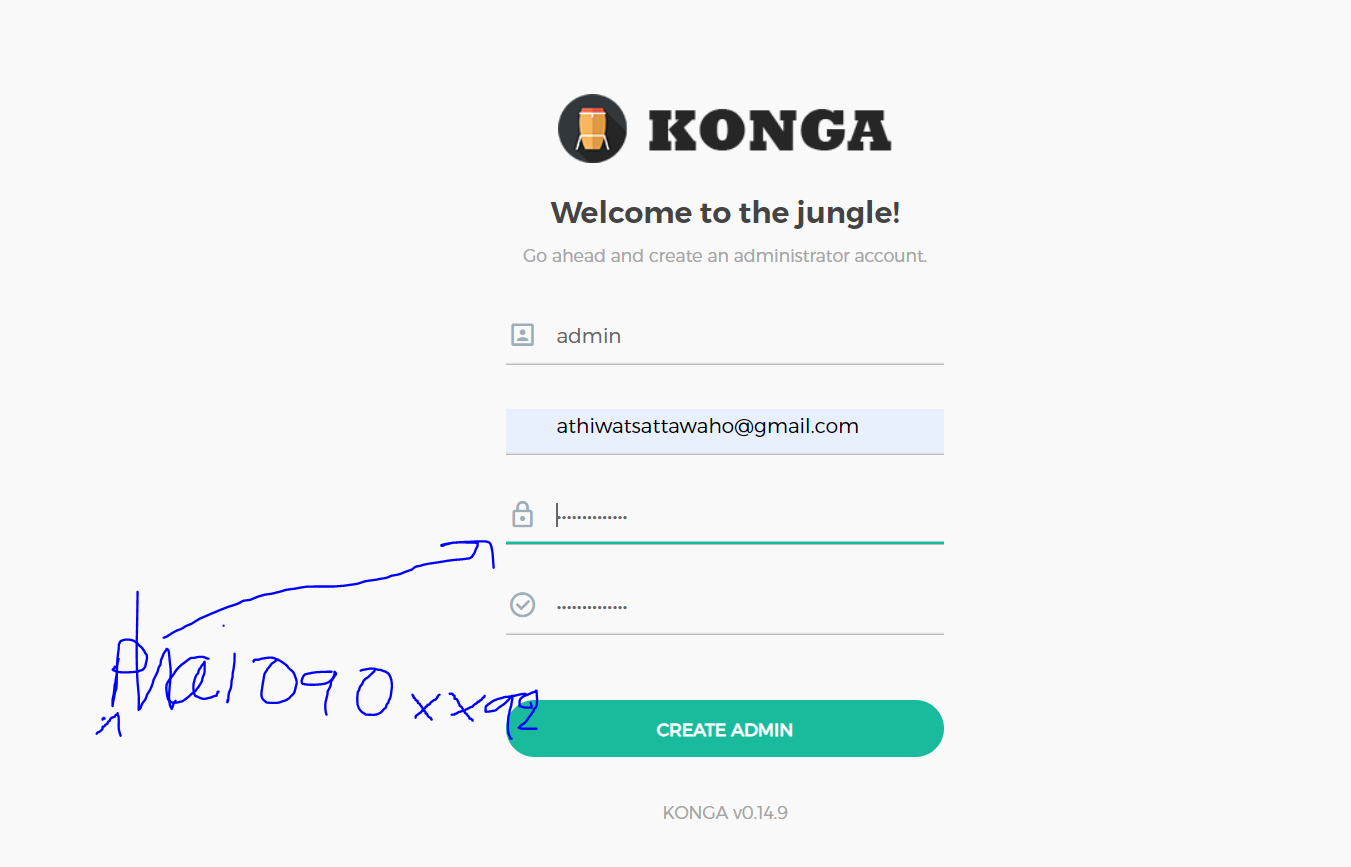 KONGA
Welcome to the jungle!
Go ahead and create an administrator account.
admin
athiwatsattawaho@gmail.com
..............
..............
CREATE ADMIN
KONGA v0.14.9